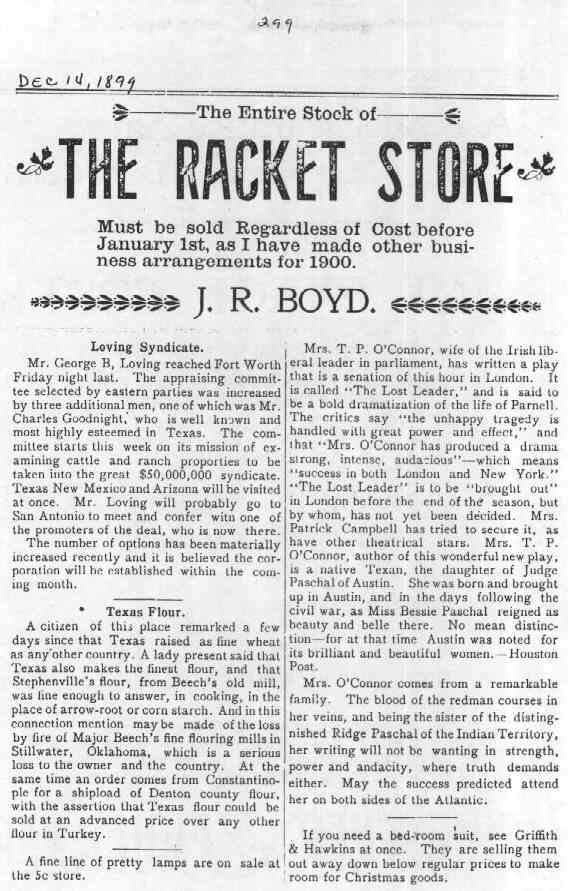 299
DEC 14, 1899
The Entire Stock of
THE RACKET STORE
Must be sold Regardless of Cost before
January 1st, as I have made other busi-
ness arrangements for 1900.
J. R. BOYD.
Loving Syndicate.
Mr. George B, Loving reached Fort Worth
Friday night last. The appraising commit-
tee selected by eastern parties was increased
by three additional men, one of which was Mr.
Charles Goodnight, who is well known and
most highly esteemed in Texas. The com-
mittee starts this week on its mission of ex-
amining cattle and ranch proporties to be
taken into the great $50,000,000 syndicate.
Texas New Mexico and Arizona will be visited
at once. Mr. Loving will probably go to
San Antonio to meet and confer with one of
the promoters of the deal, who is now there.
The number of options has been materially
increased recently and it is believed the cor-
poration will be established within the com-
ing month.
Texas Flour.
A citizen of this place remarked a few
days since that Texas raised as fine wheat
as any other country. A lady present said that
Texas also makes the finest flour, and that
Stephenville's flour, from Beech's old mill,
was fine enough to answer, in cooking, in the
place of arrow-root or corn starch. And in this
connection mention may be made of the loss
by fire of Major Beech's fine flouring mills in
Stillwater, Oklahoma, which is a serious
loss to the owner and the country. At the
same time an order comes from Constantino-
ple for a shipload of Denton county flour,
with the assertion that Texas flour could be
sold at an advanced price over any other
flour in Turkey.
A fine line of pretty lamps are on sale at
the 5c store.
Mrs. T. P. O'Connor, wife of the Irish lib-
eral leader in parliament, has written a play
that is a senation of this hour in London. It
is called "The Lost Leader," and is said to
be a bold dramatization of the life of Parnell.
The critics say "the unhappy tragedy is
handled with great power and effect," and
that "Mrs. O'Connor has produced a drama
strong, intense, audacious"—which means
"success in both London and New York."
"The Lost Leader" is to be "brought out"
in London before the end of the season, but
by whom, has not yet been decided. Mrs.
Patrick Campbell has tried to secure it, as
have other theatrical stars. Mrs. T. P.
O'Connor, author of this wonderful new play,
is a native Texan, the daughter of Judge
Paschal of Austin. She was born and brought
up in Austin, and in the days following the
civil war, as Miss Bessie Paschal reigned as
beauty and belle there. No mean distinc-
tion—for at that time Austin was noted for
its brilliant and beautiful women.—Houston
Post.
Mrs. O'Connor comes from a remarkable
family. The blood of the redman courses in
her veins, and being the sister of the disting-
nished Ridge Paschal of the Indian Territory,
her writing will not be wanting in strength,
power and andacity, where truth demands
either. May the success predicted attend
her on both sides of the Atlantic.
If you need a bed-room suit, see Griffith
& Hawkins at once. They are selling them
out away down below regular prices to make
room for Christmas goods.